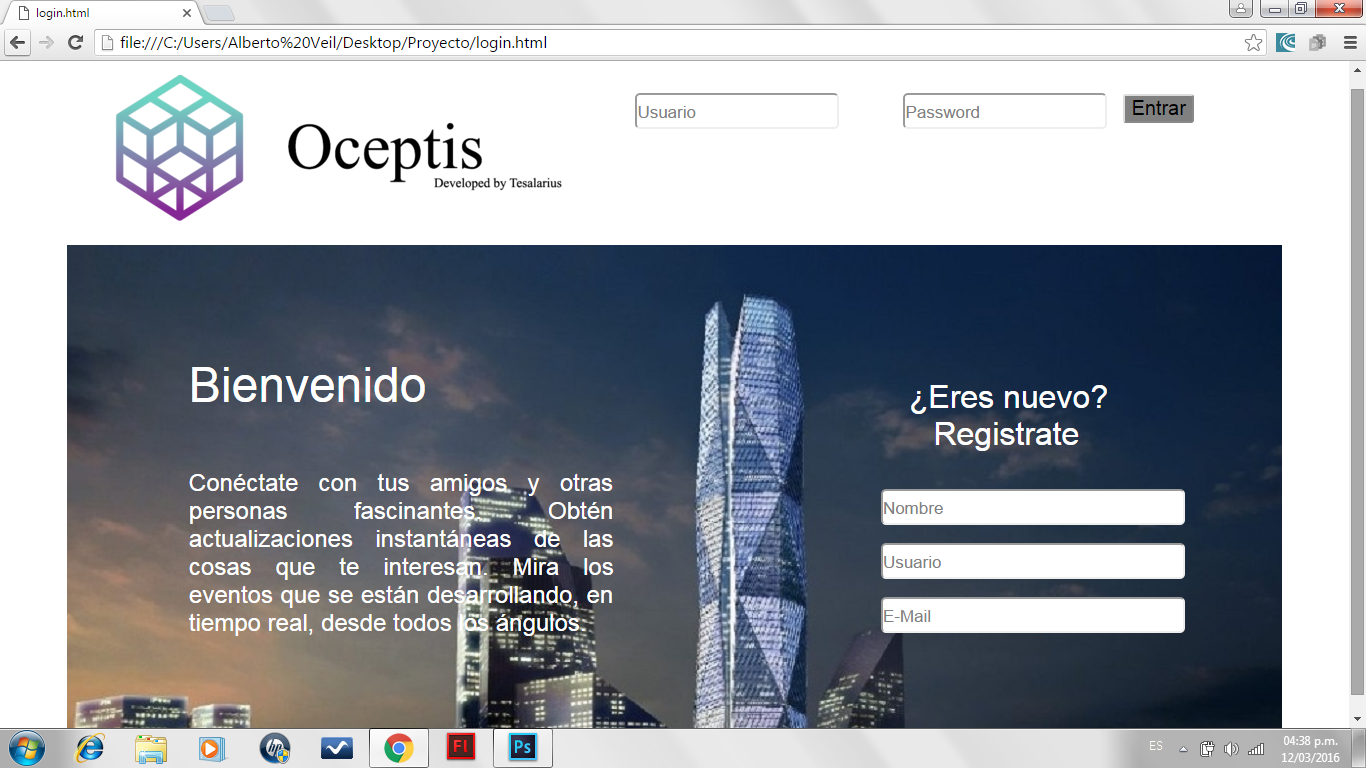 login.html
file:///C:/Users/Alberto%20Veil/Desktop/Proyecto/login.html
Usuario
Password
Entrar
Oceptis
Developed by Tesalarius
Bienvenido
Conéctate con tus amigos y otras
personas fascinantes. Obtén
actualizaciones instantáneas de las
cosas que te interesan. Mira los
eventos que se están desarrollando, en
tiempo real, desde todos los ángulos.
¿Eres nuevo?
Registrate
Nombre
Usuario
E-Mail
hp
Fl
Ps
ES
04:38 p.m.
12/03/2016